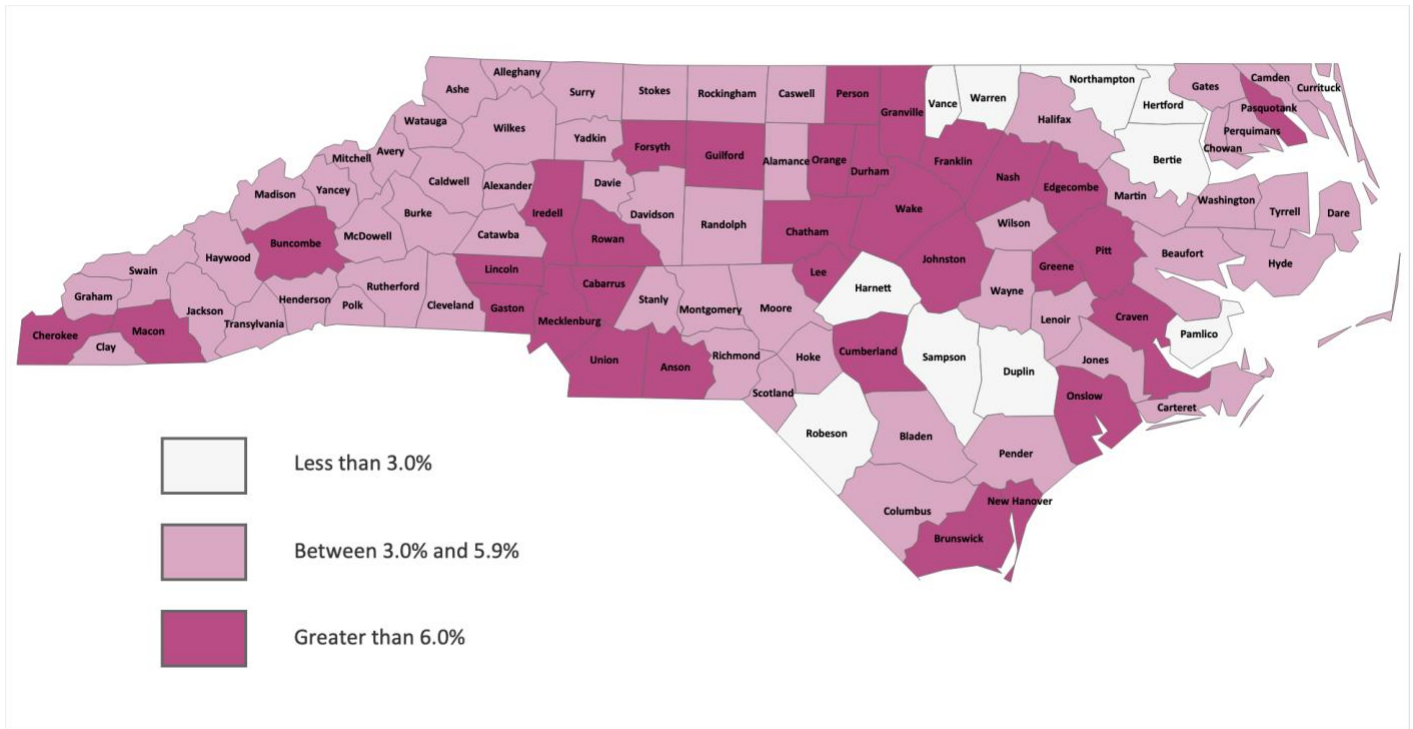 Alleghany
Ashe
Surry
Stokes
Rockingham
Caswell
Person
Granville
Vance
Warren
Northampton
Hertford
Gates
Camden
Currituck
Pasquotank
Perquimans
Chowan
Halifax
Bertie
Watauga
Wilkes
Yadkin
Forsyth
Guilford
Alamance
Orange
Durham
Franklin
Nash
Edgecombe
Martin
Washington
Tyrrell
Dare
Mitchell
Avery
Madison
Yancey
Caldwell
Alexander
Iredell
Davie
Davidson
Randolph
Chatham
Wake
Wilson
Pitt
Beaufort
Hyde
Buncombe
McDowell
Burke
Catawba
Rowan
Johnston
Greene
Swain
Haywood
Lincoln
Cabarrus
Lee
Harnett
Wayne
Graham
Jackson
Henderson
Polk
Rutherford
Cleveland
Gaston
Mecklenburg
Stanly
Montgomery
Moore
Lenoir
Craven
Pamlico
Cherokee
Macon
Clay
Transylvania
Union
Anson
Richmond
Hoke
Cumberland
Sampson
Duplin
Jones
Onslow
Carteret
Scotland
Robeson
Bladen
Pender
Columbus
New Hanover
Brunswick
Less than 3.0%
Between 3.0% and 5.9%
Greater than 6.0%